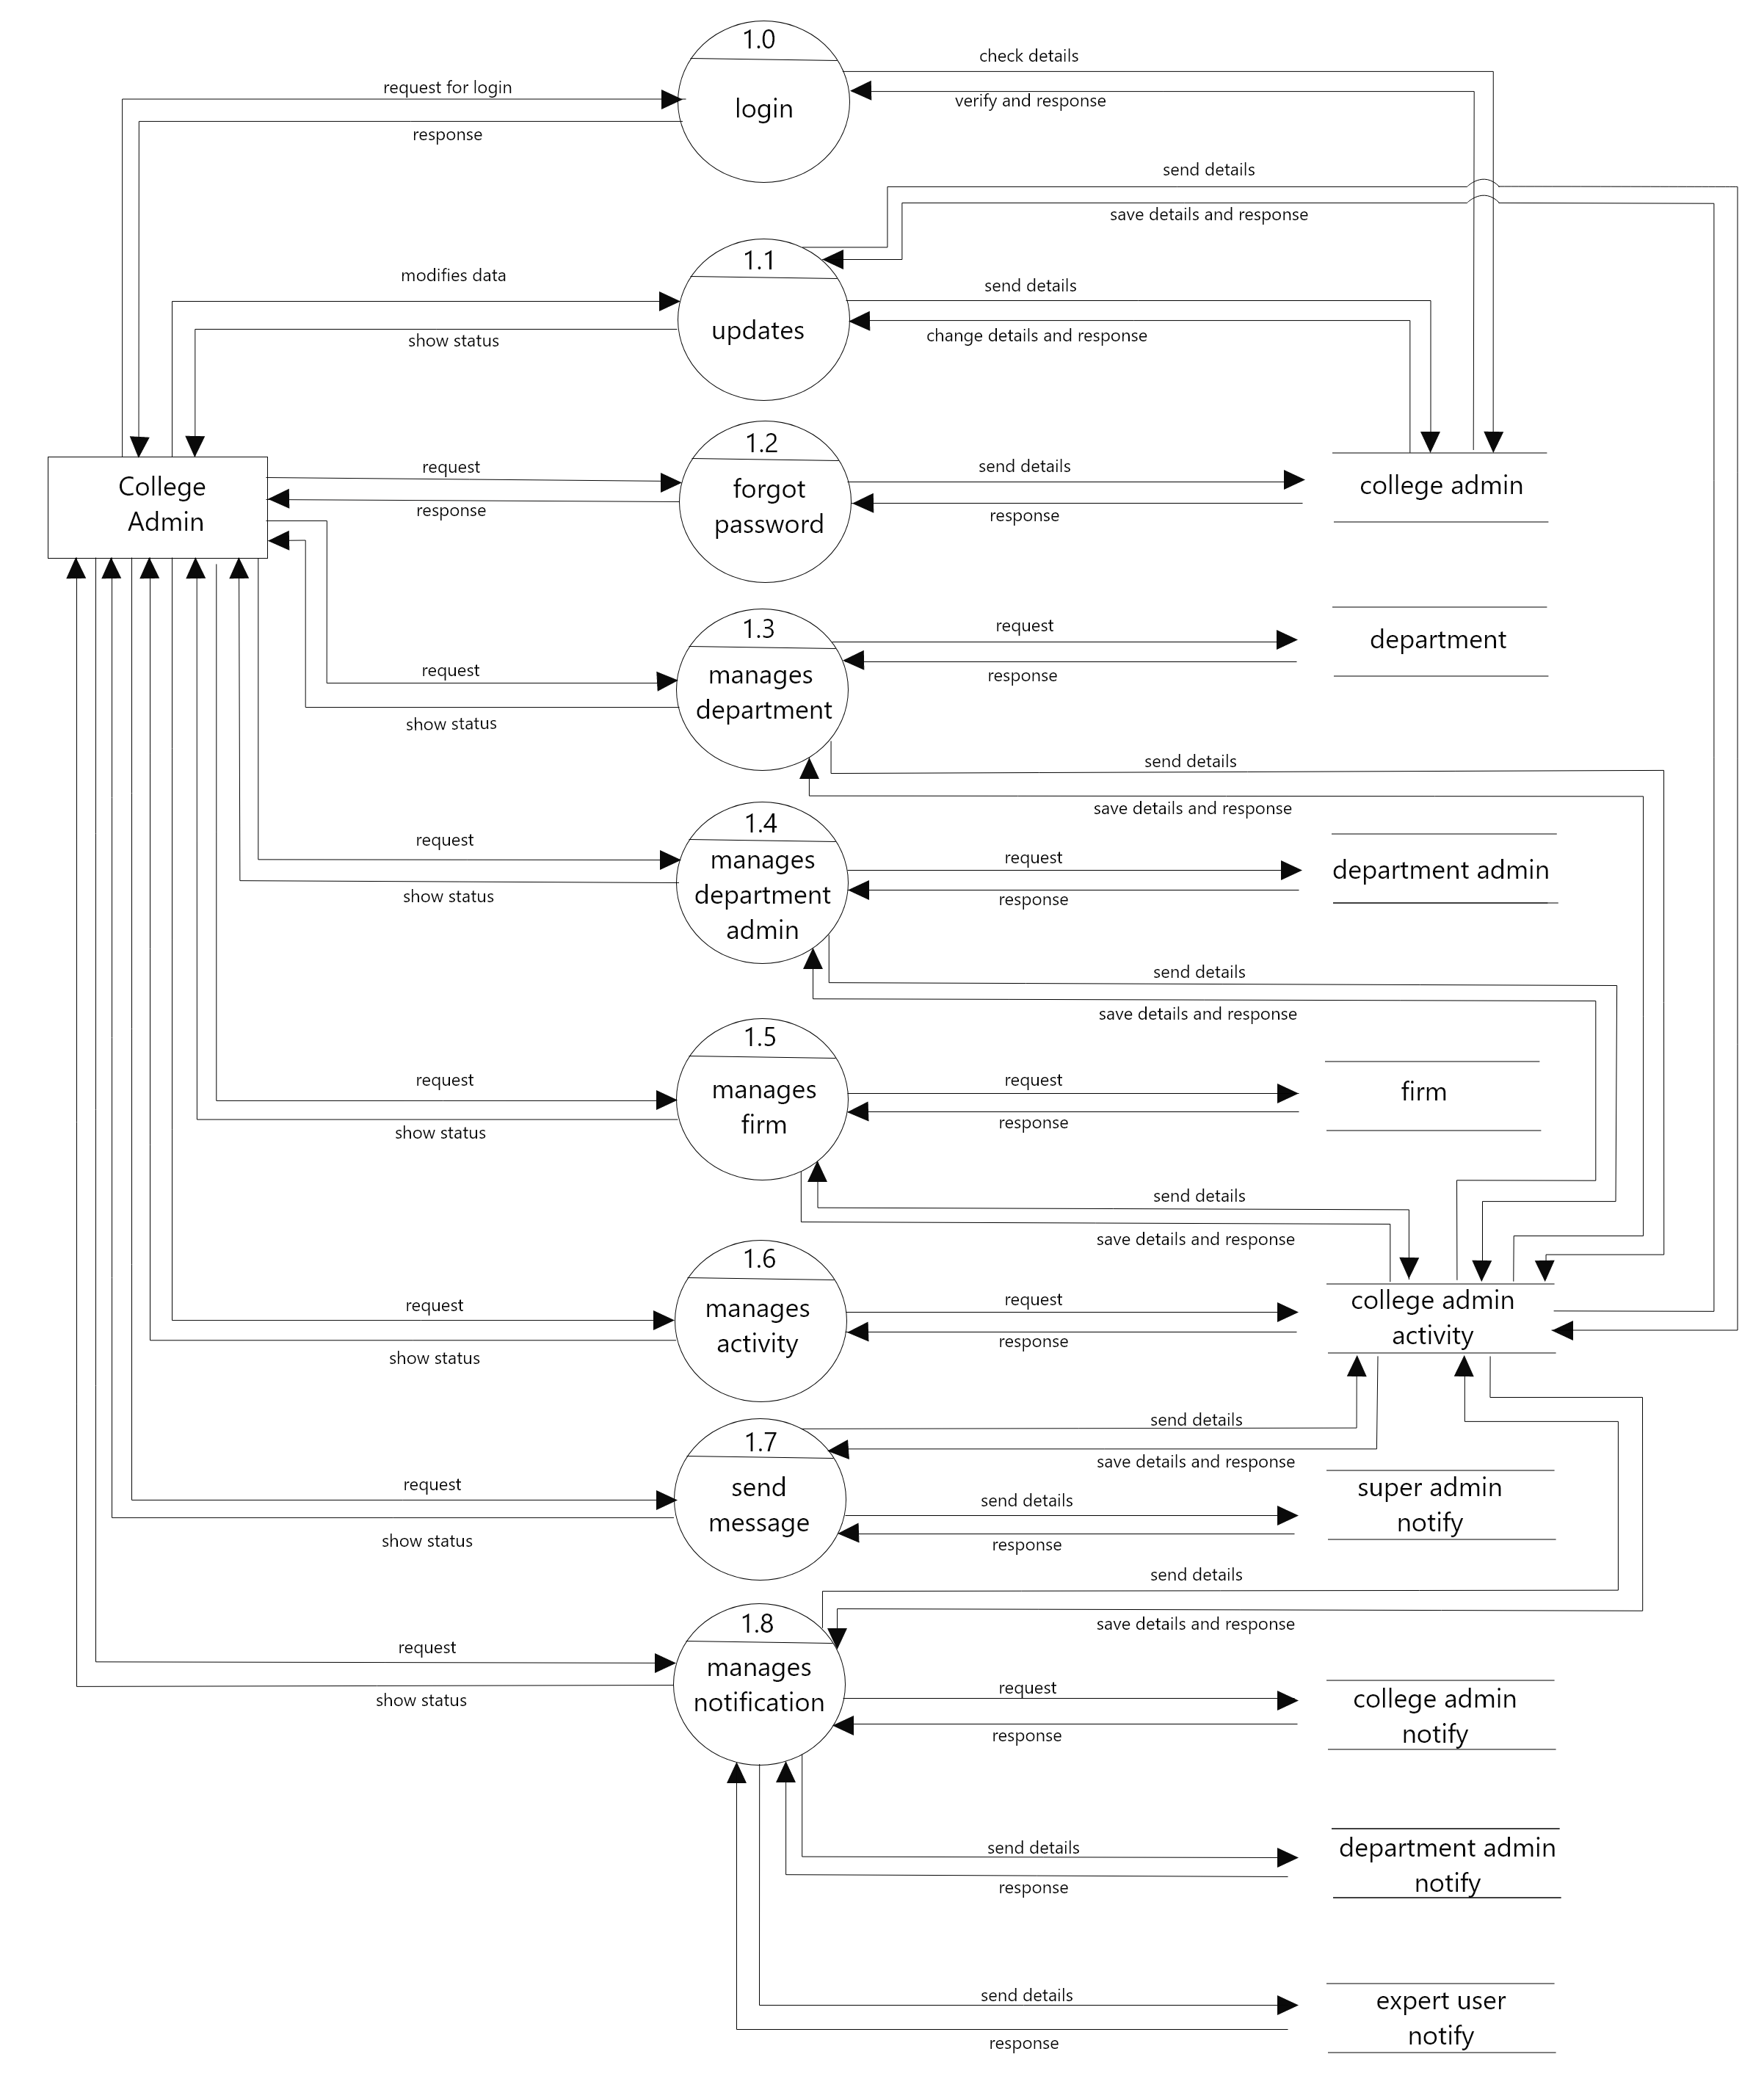 1.0
login
request for login
response
check details
verify and response
send details
save details and response
1.1
updates
modifies data
show status
send details
change details and response
College
Admin
1.2
forgot
password
request
response
send details
response
college admin
1.3
manages
department
request
show status
request
response
department
send details
save details and response
1.4
manages
department
admin
request
show status
request
response
department admin
send details
save details and response
1.5
manages
firm
request
show status
request
response
firm
send details
save details and response
1.6
manages
activity
request
show status
request
response
college admin
activity
1.7
send
message
request
show status
send details
save details and response
send details
response
super admin
notify
send details
save details and response
1.8
manages
notification
request
show status
request
response
college admin
notify
send details
response
department admin
notify
send details
response
expert user
notify